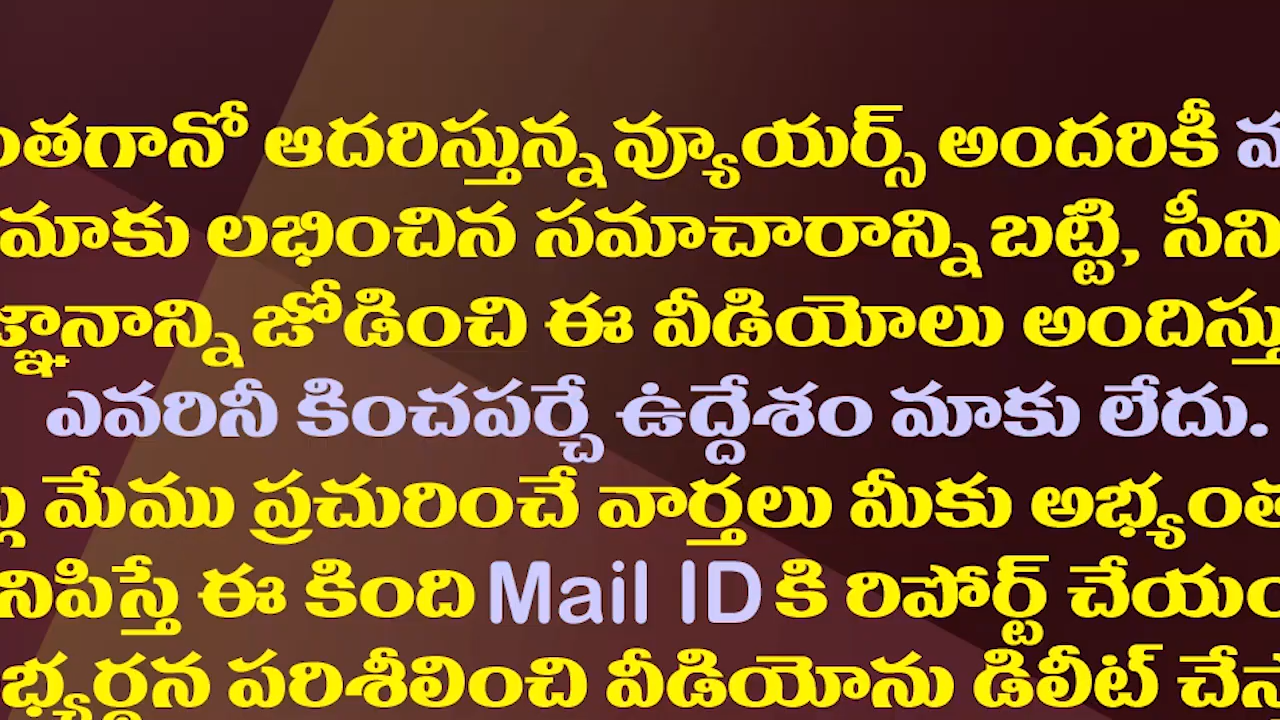 ంతగానో ఆదరిస్తున్న వ్యూయర్స్ అందరికీ
మాకు లభించిన సమాచారాన్ని బట్టి, సీని
జ్ఞానాన్ని జోడించి ఈ వీడియోలు అందిస్తు
ఎవరినీ కించపర్చే ఉద్దేశం మాకు లేదు.
మేము ప్రచురించే వార్తలు మీకు అభ్యంత
నిపిస్తే ఈ కింది Mail ID కి రిపోర్ట్ చేయం
భ్యర్థన పరిశీలించి వీడియోను డిలీట్ చేస